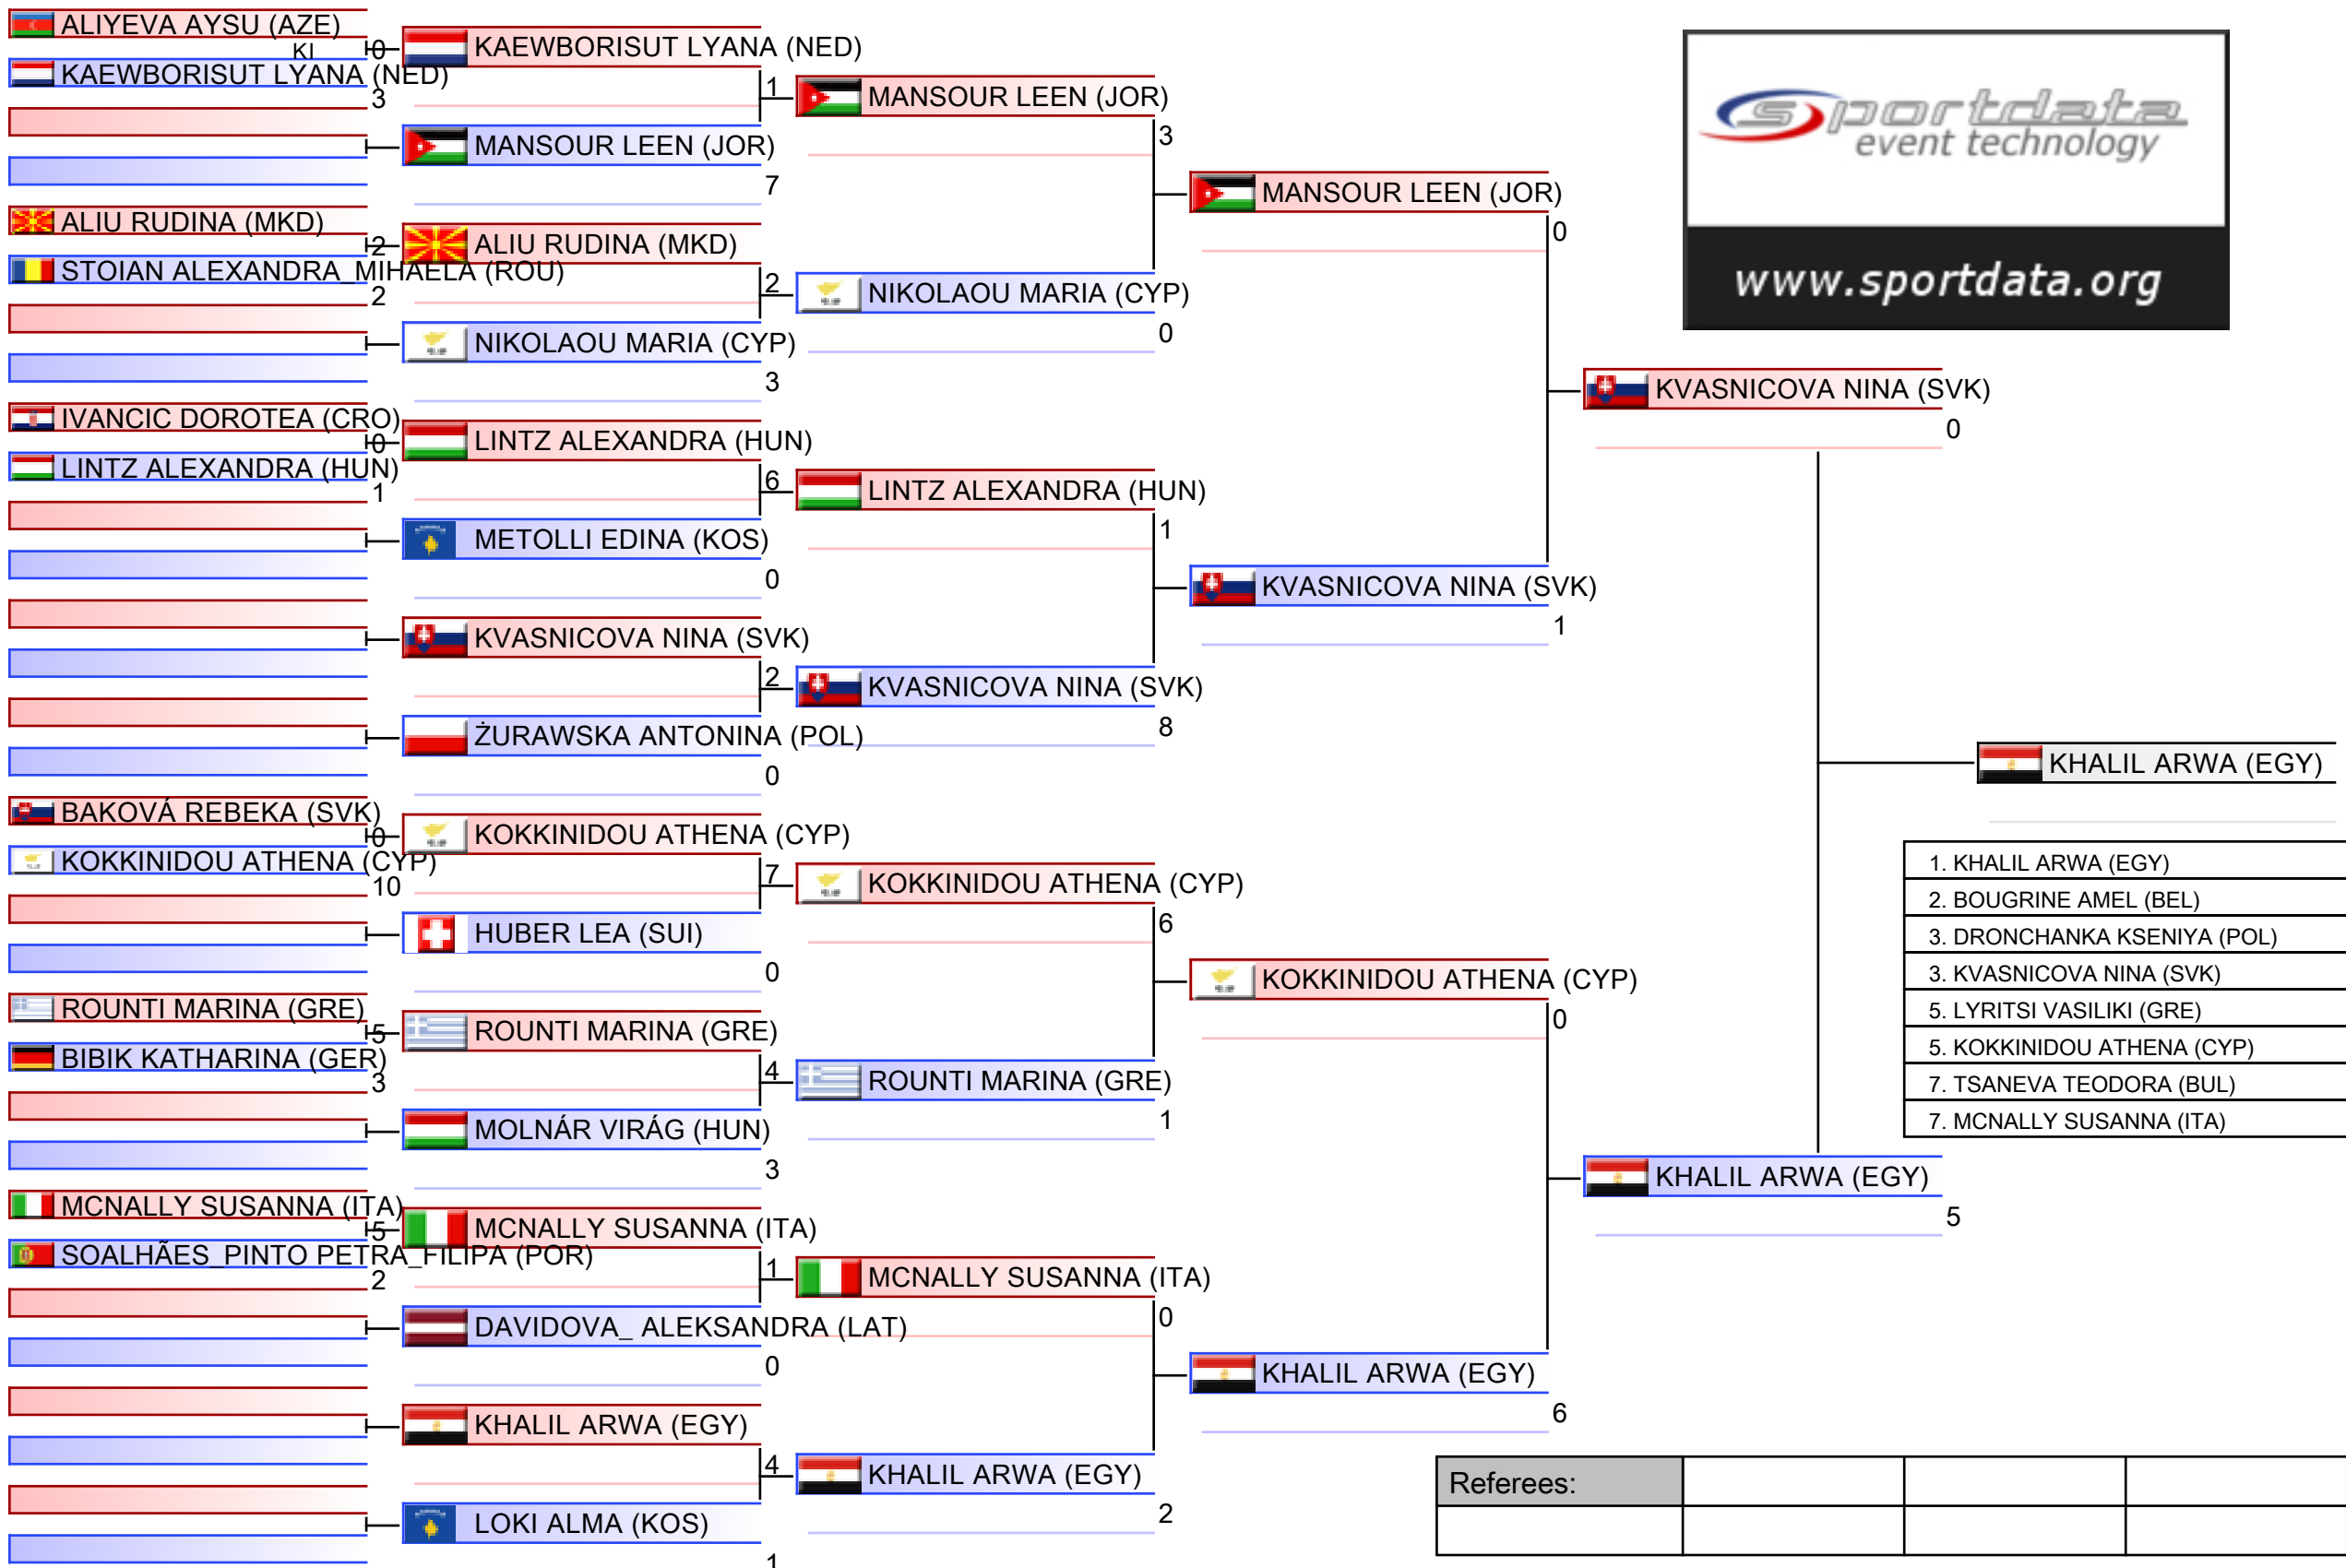 ALIYEVA AYSU (AZE)
KI
0
KAEWBORISUT LYANA (NED)
3
ALIU RUDINA (MKD)
2
STOIAN ALEXANDRA_MIHAELA (ROU)
2
IVANCIC DOROTEA (CRO)
0
LINTZ ALEXANDRA (HUN)
1
BAKOVÁ REBEKA (SVK)
0
KOKKINIDOU ATHENA (CYP)
10
ROUNTI MARINA (GRE)
5
BIBIK KATHARINA (GER)
3
MCNALLY SUSANNA (ITA)
5
SOALHÃES_PINTO PETRA_FILIPA (POR)
2
KAEWBORISUT LYANA (NED)
1
MANSOUR LEEN (JOR)
7
ALIU RUDINA (MKD)
2
NIKOLAOU MARIA (CYP)
3
LINTZ ALEXANDRA (HUN)
6
METOLLI EDINA (KOS)
0
KVASNICOVA NINA (SVK)
2
ŻURAWSKA ANTONINA (POL)
0
KOKKINIDOU ATHENA (CYP)
7
HUBER LEA (SUI)
0
ROUNTI MARINA (GRE)
4
MOLNÁR VIRÁG (HUN)
3
MCNALLY SUSANNA (ITA)
1
DAVIDOVA_ ALEKSANDRA (LAT)
0
KHALIL ARWA (EGY)
4
LOKI ALMA (KOS)
1
MANSOUR LEEN (JOR)
3
NIKOLAOU MARIA (CYP)
0
LINTZ ALEXANDRA (HUN)
1
KVASNICOVA NINA (SVK)
8
KOKKINIDOU ATHENA (CYP)
6
ROUNTI MARINA (GRE)
1
MCNALLY SUSANNA (ITA)
0
KHALIL ARWA (EGY)
2
MANSOUR LEEN (JOR)
0
KVASNICOVA NINA (SVK)
1
KOKKINIDOU ATHENA (CYP)
0
KHALIL ARWA (EGY)
6
KVASNICOVA NINA (SVK)
0
KHALIL ARWA (EGY)
5
KHALIL ARWA (EGY)
sportdata
event technology
www.sportdata.org
1. KHALIL ARWA (EGY)
2. BOUGRINE AMEL (BEL)
3. DRONCHANKA KSENIYA (POL)
3. KVASNICOVA NINA (SVK)
5. LYRITSI VASILIKI (GRE)
5. KOKKINIDOU ATHENA (CYP)
7. TSANEVA TEODORA (BUL)
7. MCNALLY SUSANNA (ITA)
Referees: